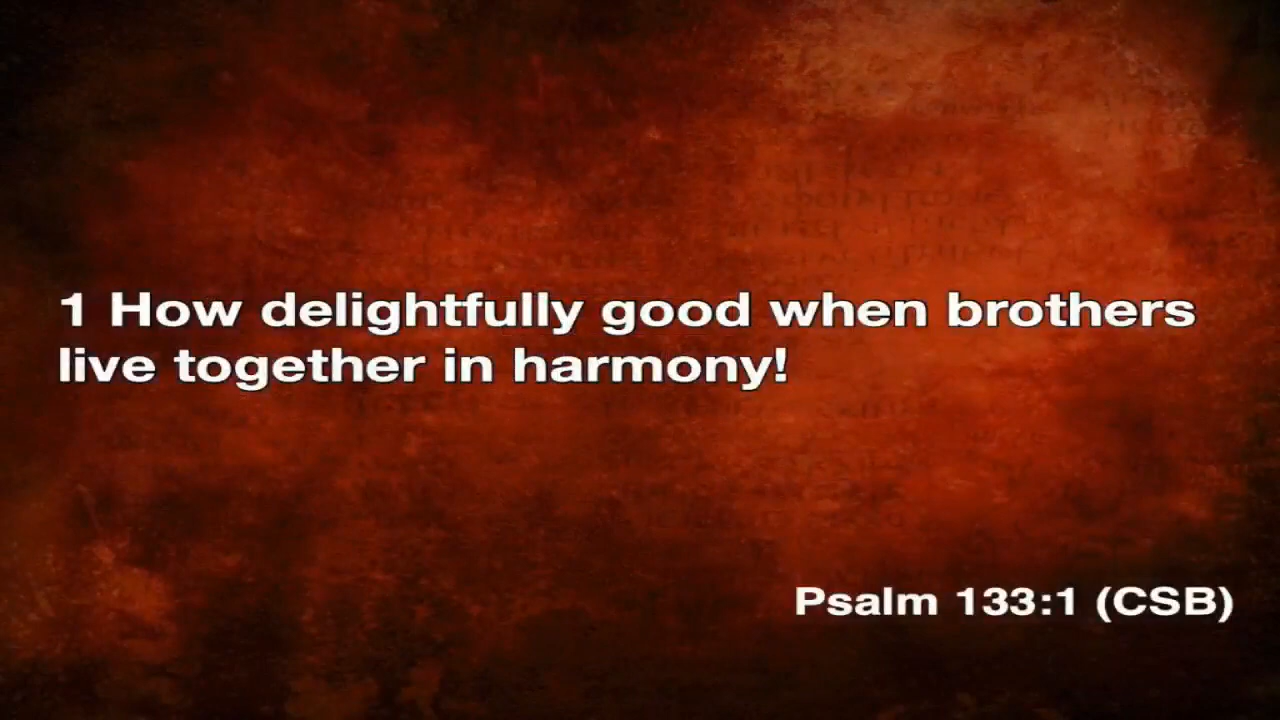 1 How delightfully good when brothers
live together in harmony!
Psalm 133:1 (CSB)